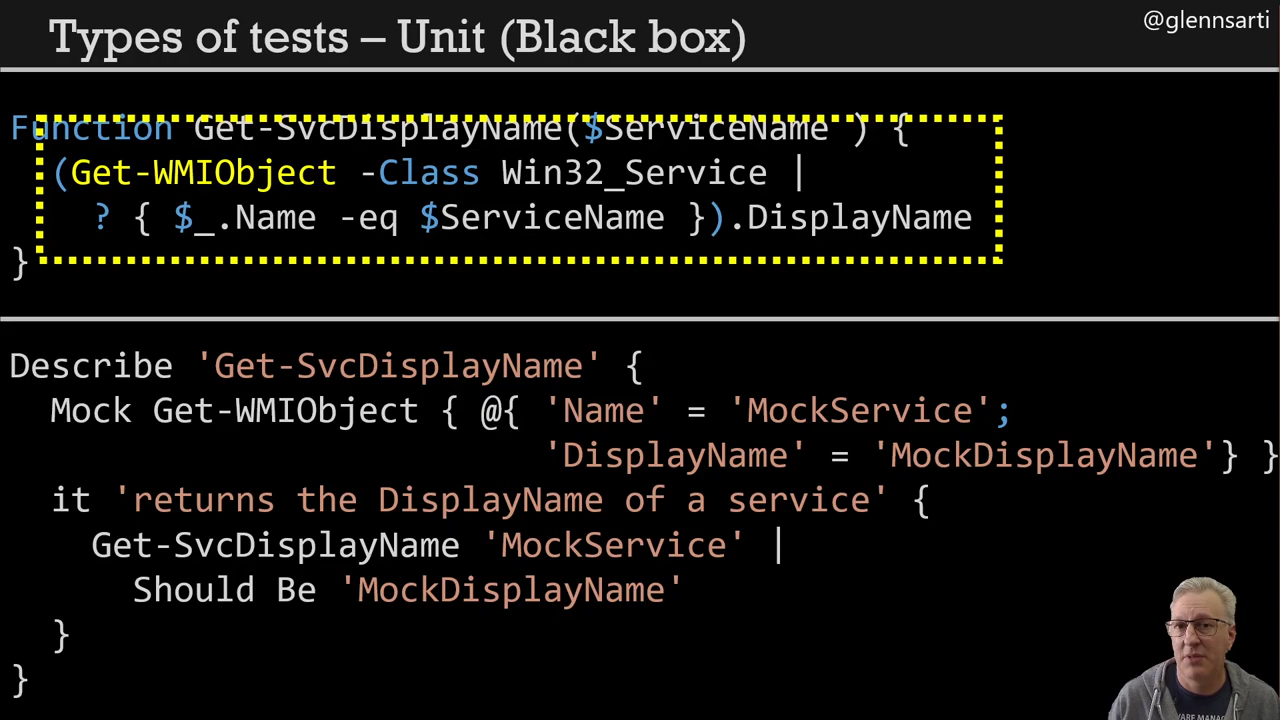 Types of tests – Unit (Black box)
@glennsarti
Function Get-SvcDisplayName($ServiceName ) {
(Get-WMIObject -Class Win32_Service |
? { $_.Name -eq $ServiceName }).DisplayName
}
Describe 'Get-SvcDisplayName' {
Mock Get-WMIObject { @{ 'Name' = 'MockService';
'DisplayName' = 'MockDisplayName'} }
it 'returns the DisplayName of a service' {
Get-SvcDisplayName 'MockService' |
Should Be 'MockDisplayName'
}
}